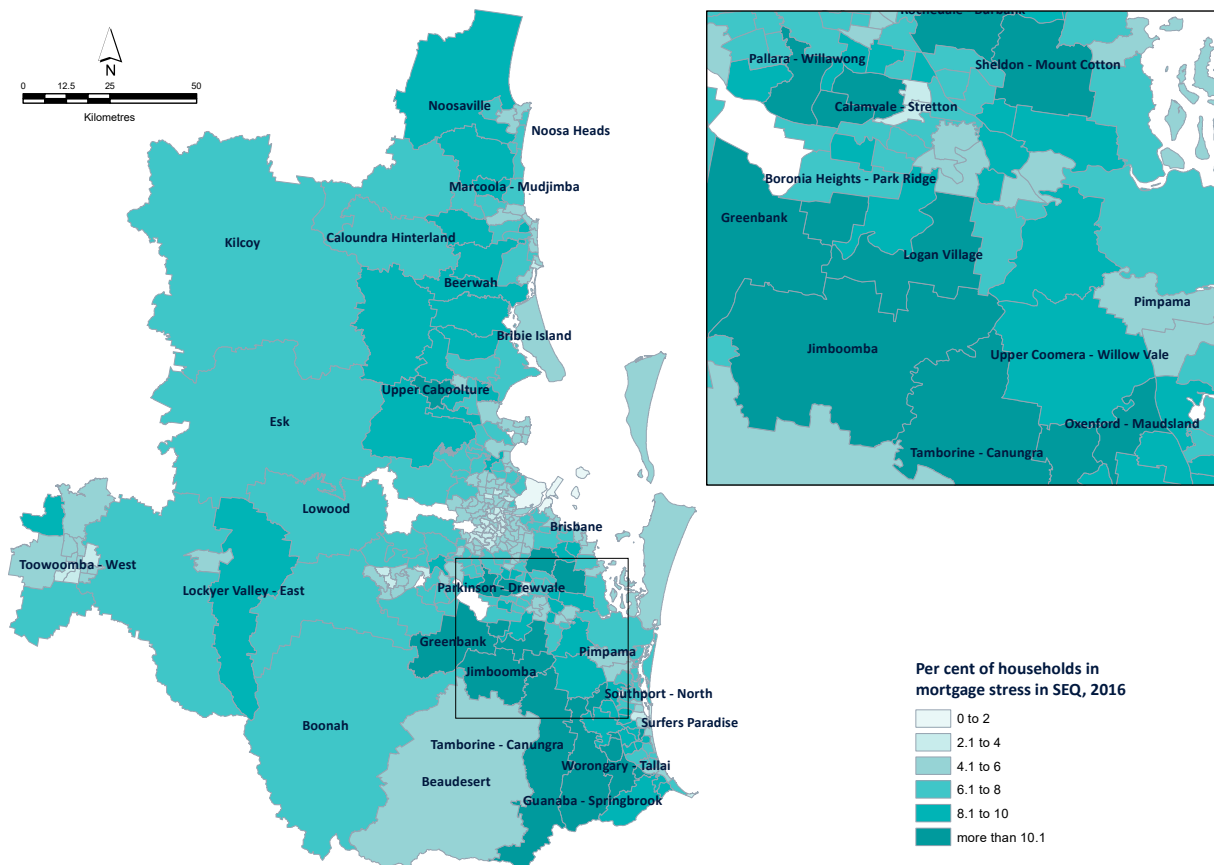 N
0 12.5 25 50
Kilometres
Noosaville
Noosa Heads
Marcoola - Mudjimba
Kilcoy
Caloundra Hinterland
Beerwah
Bribie Island
Upper Caboolture
Esk
Lowood
Brisbane
Toowoomba - West
Lockyer Valley - East
Parkinson - Drewvale
Greenbank
Pimpama
Jimboomba
Southport - North
Boonah
Surfers Paradise
Tamborine - Canungra
Worongary - Tallai
Beaudesert
Guanaba - Springbrook
Rochedale - Burbank
Pallara - Willawong
Sheldon - Mount Cotton
Calamvale - Stretton
Boronia Heights - Park Ridge
Greenbank
Logan Village
Pimpama
Jimboomba
Upper Coomera - Willow Vale
Oxenford - Maudsland
Tamborine - Canungra
Per cent of households in
mortgage stress in SEQ, 2016
0 to 2
2.1 to 4
4.1 to 6
6.1 to 8
8.1 to 10
more than 10.1